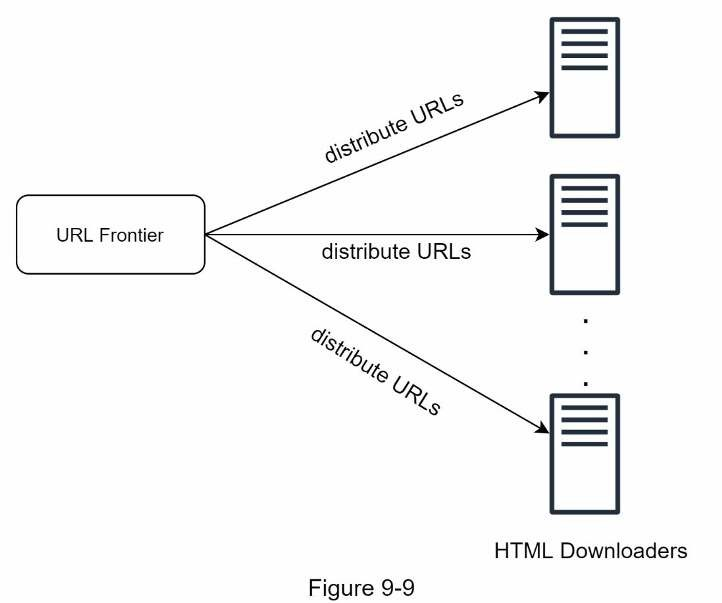 distribute URLs
URL Frontier
distribute URLs
distribute URLs
.
.
.
HTML Downloaders
Figure 9-9